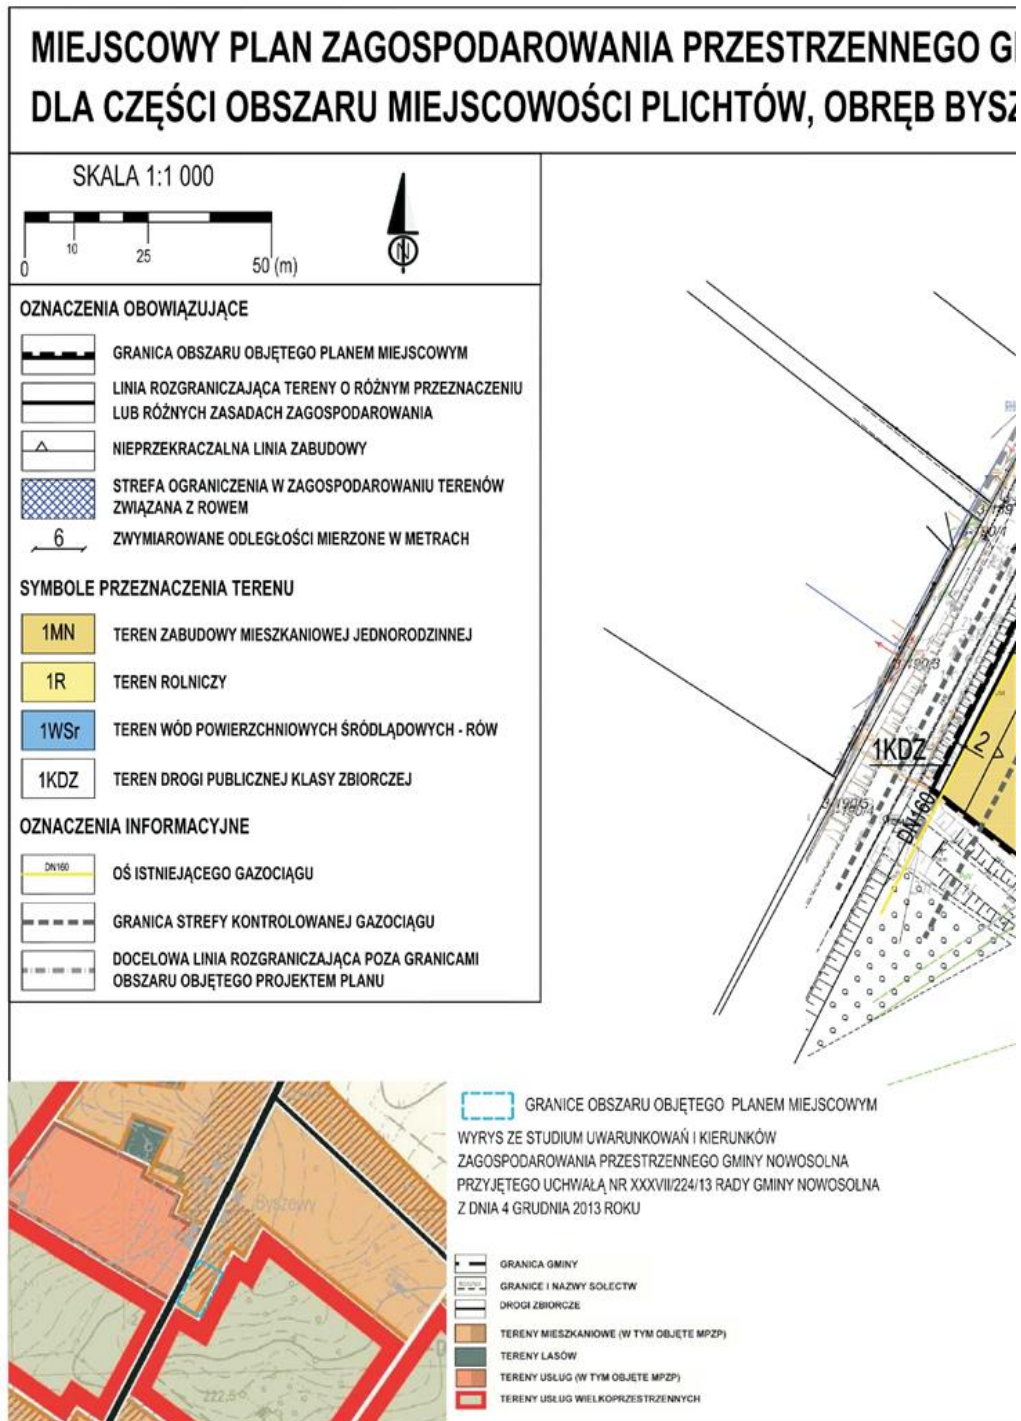 MIEJSCOWY PLAN ZAGOSPODAROWANIA PRZESTRZENNEGO
DLA CZĘŚCI OBSZARU MIEJSCOWOŚCI PLICHTÓW, OBRĘB BYSZ
SKALA 1:1 000
0 10 25 50 (m)
N
OZNACZENIA OBOWIĄZUJĄCE
GRANICA OBSZARU OBJĘTEGO PLANEM MIEJSCOWYM
LINIA ROZGRANICZAJĄCA TERENY O RÓŻNYM PRZEZNACZENIU
LUB RÓŻNYCH ZASADACH ZAGOSPODAROWANIA
NIEPRZEKRACZALNA LINIA ZABUDOWY
STREFA OGRANICZENIA W ZAGOSPODAROWANIU TERENÓW
ZWIĄZANA Z ROWEM
6 ZWYMIAROWANE ODLEGŁOŚCI MIERZONE W METRACH
SYMBOLE PRZEZNACZENIA TERENU
1MN TEREN ZABUDOWY MIESZKANIOWEJ JEDNORODZINNEJ
1R TEREN ROLNICZY
1WSr TEREN WÓD POWIERZCHNIOWYCH ŚRÓDLĄDOWYCH - RÓW
1KDZ TEREN DROGI PUBLICZNEJ KLASY ZBIORCZEJ
OZNACZENIA INFORMACYJNE
DN160 OŚ ISTNIEJĄCEGO GAZOCIĄGU
GRANICA STREFY KONTROLOWANEJ GAZOCIĄGU
DOCELOWA LINIA ROZGRANICZAJĄCA POZA GRANICAMI
OBSZARU OBJĘTEGO PROJEKTEM PLANU
1KDZ
2
DN160
Byszewy
222,5
GRANICE OBSZARU OBJĘTEGO PLANEM MIEJSCOWYM
WYRYS ZE STUDIUM UWARUNKOWAŃ I KIERUNKÓW
ZAGOSPODAROWANIA PRZESTRZENNEGO GMINY NOWOSOLNA
PRZYJĘTEGO UCHWAŁĄ NR XXXVII/224/13 RADY GMINY NOWOSOLNA
Z DNIA 4 GRUDNIA 2013 ROKU
GRANICA GMINY
GRANICE I NAZWY SOŁECTW
DROGI ZBIORCZE
TERENY MIESZKANIOWE (W TYM OBJĘTE MPZP)
TERENY LASÓW
TERENY USŁUG (W TYM OBJĘTE MPZP)
TERENY USŁUG WIELKOPRZESTRZENNYCH